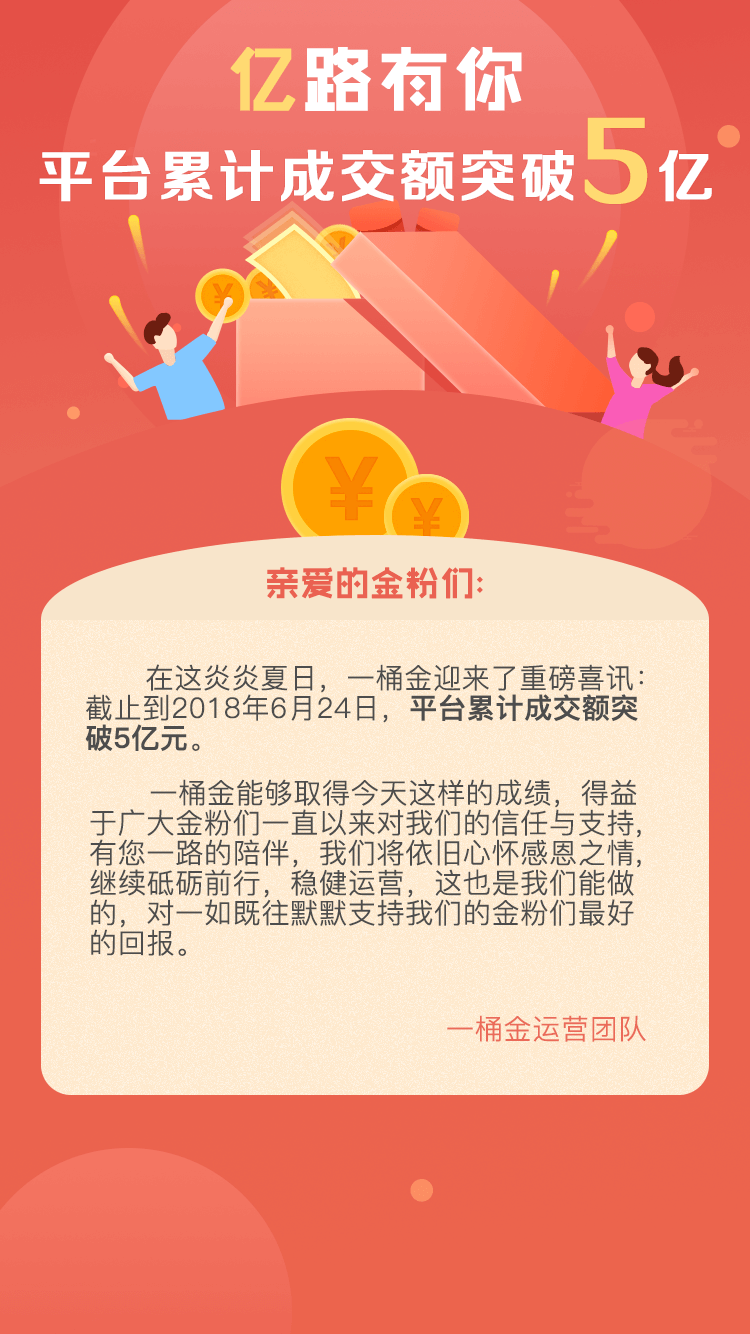 亿路有你
平台累计成交额突破5亿
亲爱的金粉们:
在这炎炎夏日，一桶金迎来了重磅喜讯：
截止到2018年6月24日，平台累计成交额突
破5亿元。
一桶金能够取得今天这样的成绩，得益
于广大金粉们一直以来对我们的信任与支持，
有您一路的陪伴，我们将依旧心怀感恩之情，
继续砥砺前行，稳健运营，这也是我们能做
的，对一如既往默默支持我们的金粉们最好
的回报。
一桶金运营团队